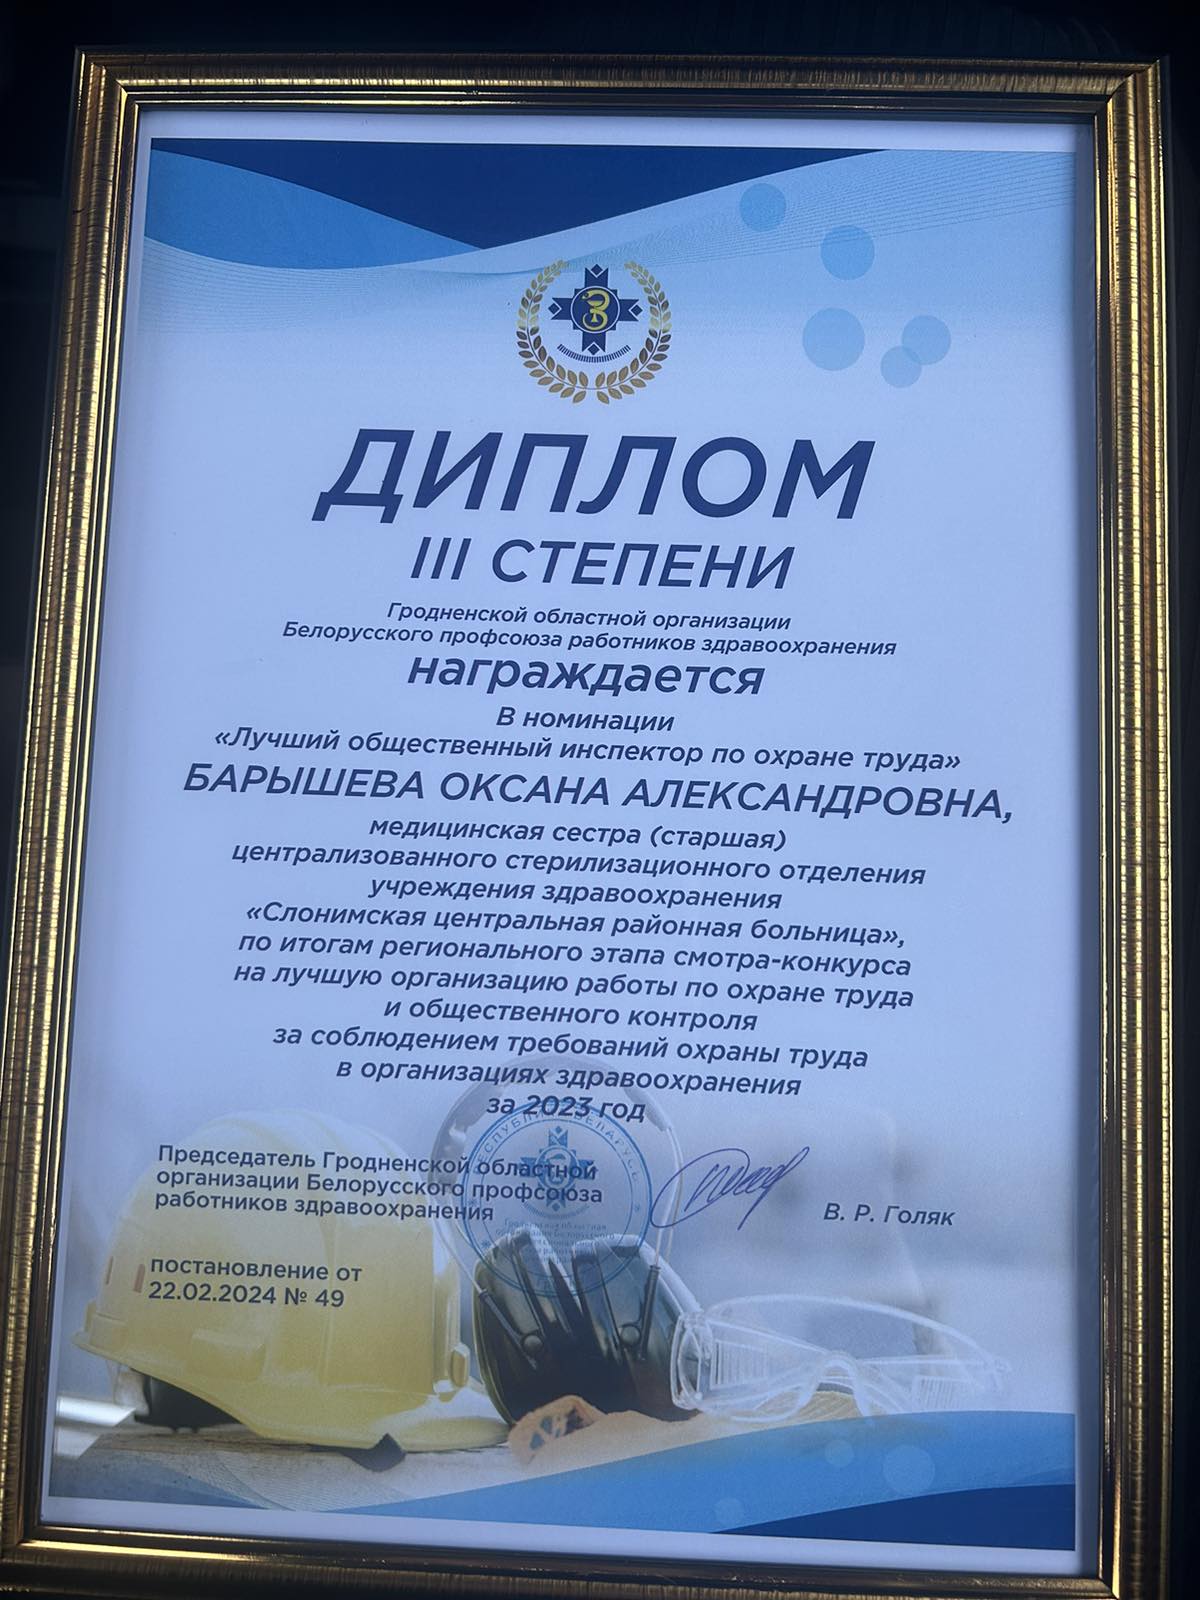 ДИПЛОМ
III СТЕПЕНИ
Гродненской областной организации
Белорусского профсоюза работников здравоохранения
награждается
В номинации
«Лучший общественный инспектор по охране труда»
БАРЫШЕВА ОКСАНА АЛЕКСАНДРОВНА,
медицинская сестра (старшая)
централизованного стерилизационного отделения
учреждения здравоохранения
«Слонимская центральная районная больница»,
по итогам регионального этапа смотра-конкурса
на лучшую организацию работы по охране труда
и общественного контроля
за соблюдением требований охраны труда
в организациях здравоохранения
за 2023 год
Председатель Гродненской областной
организации Белорусского профсоюза
работников здравоохранения
В. Р. Голяк
постановление от
22.02.2024 № 49
РЕСПУБЛИКА БЕЛАРУСЬ